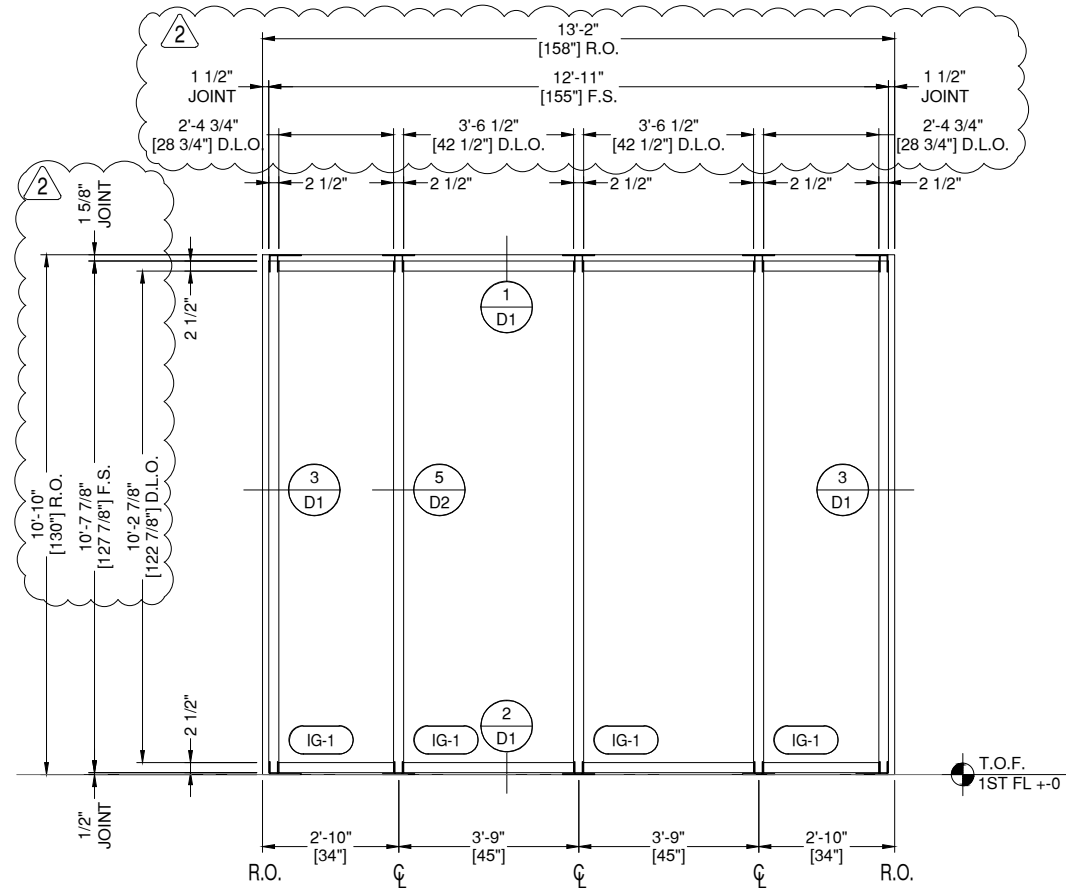 2
13'-2"
[158"] R.O.
1 1/2"
JOINT
12'-11"
[155"] F.S.
1 1/2"
JOINT
2'-4 3/4"
[28 3/4"] D.L.O.
3'-6 1/2"
[42 1/2"] D.L.O.
3'-6 1/2"
[42 1/2"] D.L.O.
2'-4 3/4"
[28 3/4"] D.L.O.
2
2 1/2"
2 1/2"
2 1/2"
2 1/2"
2 1/2"
1 5/8"
JOINT
2 1/2"
1
D1
10'-10"
[130"] R.O.
10'-7 7/8"
[127 7/8"] F.S.
10'-2 7/8"
[122 7/8"] D.L.O.
3
D1
5
D2
3
D1
2 1/2"
2
D1
IG-1
IG-1
IG-1
IG-1
1/2"
JOINT
T.O.F.
1ST FL +-0
2'-10"
[34"]
3'-9"
[45"]
3'-9"
[45"]
2'-10"
[34"]
R.O.
℄
℄
℄
R.O.